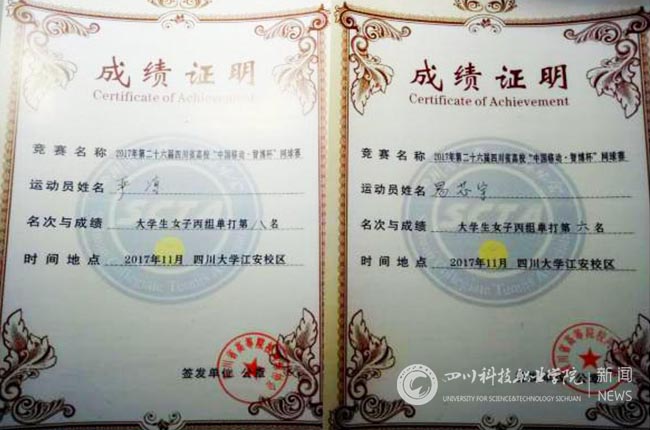 成绩证明
Certificate of Achievement
竞赛名称 2017年第二十六届四川省高校“中国移动·智博杯”网球赛
运动员姓名
名次与成绩 大学生女子丙组单打第八名
时间地点 2017年11月 四川大学江安校区
签发单位 公章
成绩证明
Certificate of Achievement
竞赛名称 2017年第二十六届四川省高校“中国移动·智博杯”网球赛
运动员姓名 易芯宇
名次与成绩 大学生女子丙组单打第六名
时间地点 2017年11月 四川大学江安校区
四川科技职业学院 新闻
UNIVERSITY FOR SCIENCE&TECHNOLOGY SICHUAN NEWS